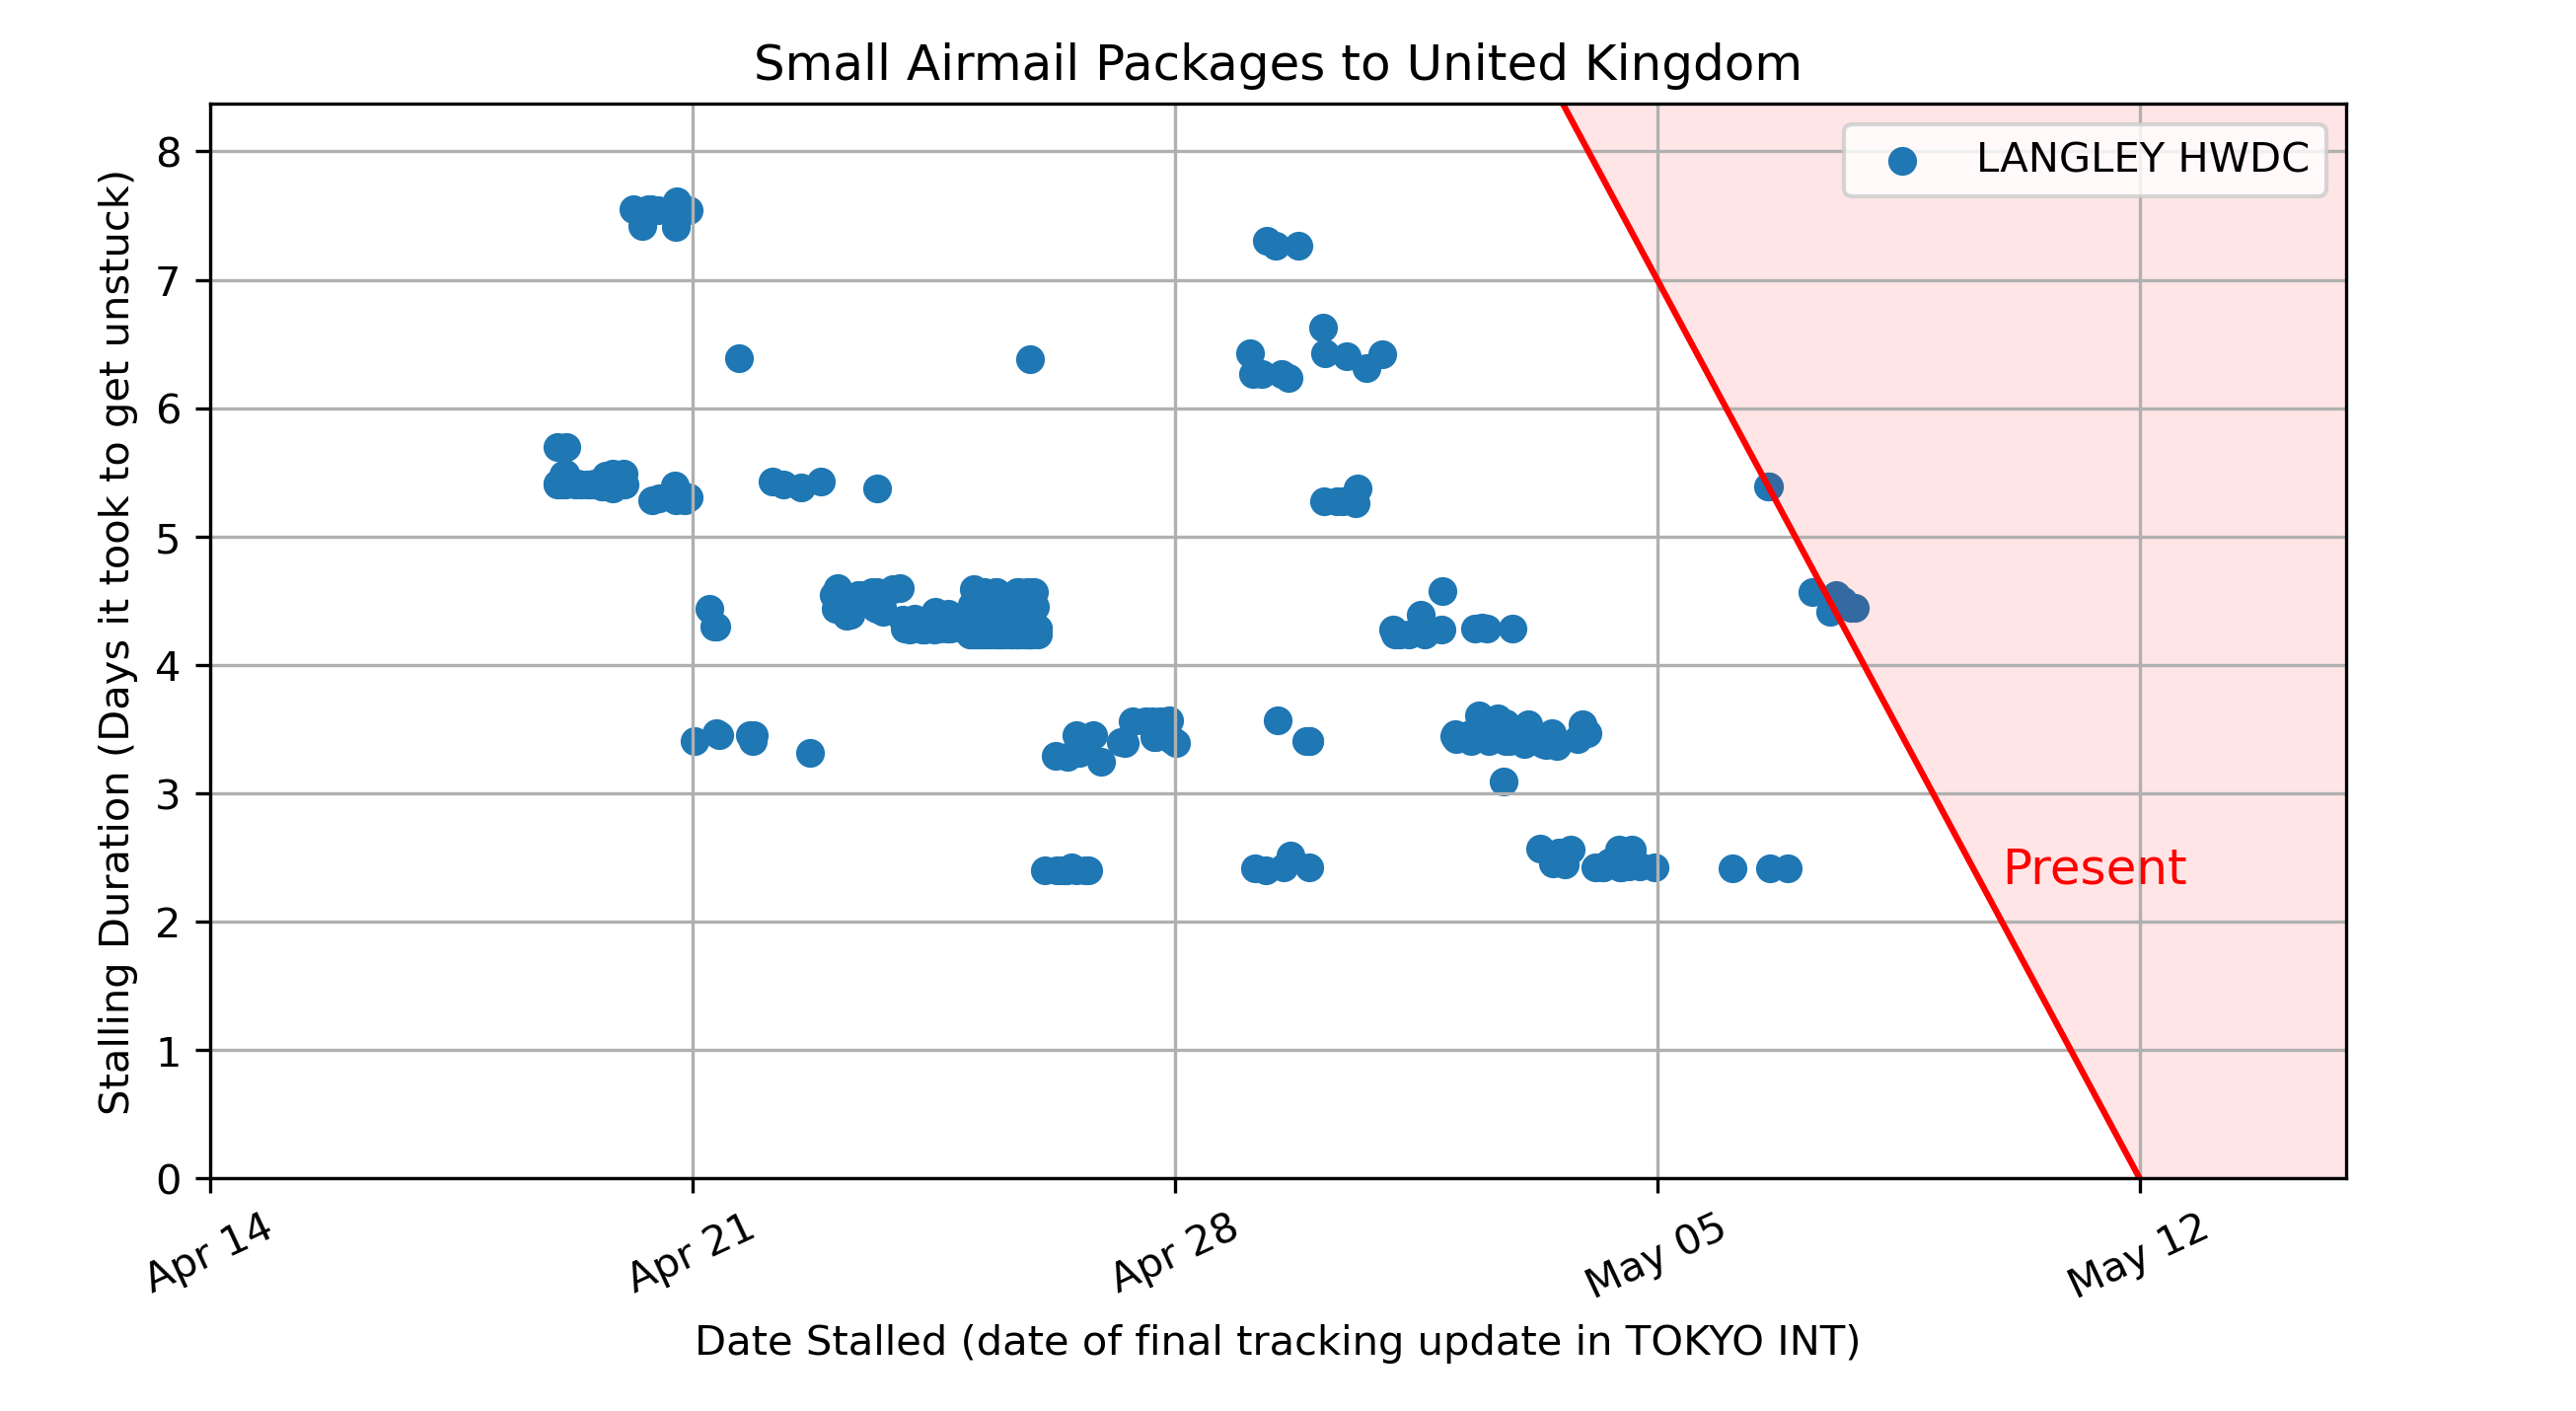 Small Airmail Packages to United Kingdom
Stalling Duration (Days it took to get unstuck)
8
7
6
5
4
3
2
1
0
LANGLEY HWDC
Present
Apr 14
Apr 21
Apr 28
May 05
May 12
Date Stalled (date of final tracking update in TOKYO INT)